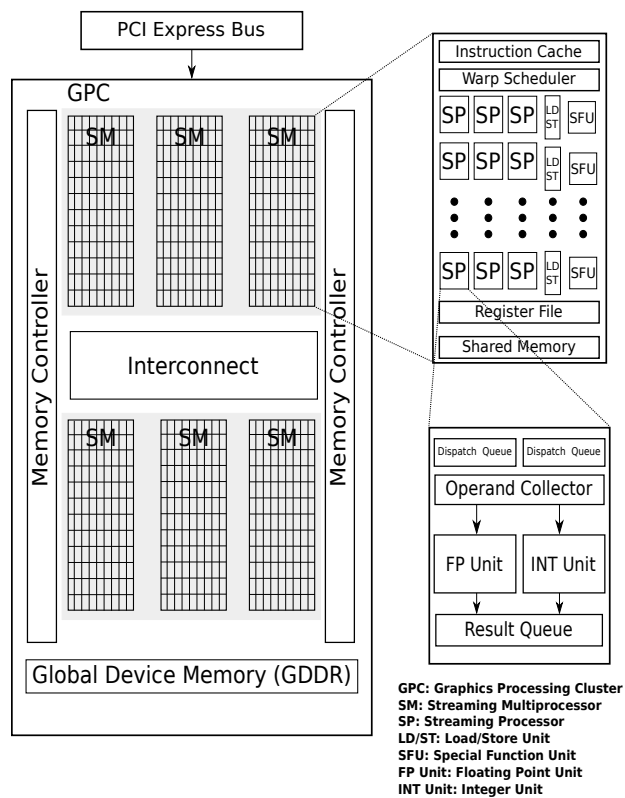 PCI Express Bus
GPC
SM SM SM
Memory Controller
Interconnect
Memory Controller
SM SM SM
Global Device Memory (GDDR)
Instruction Cache
Warp Scheduler
SP SP SP LD ST SFU
SP SP SP LD ST SFU
SP SP SP LD ST SFU
Register File
Shared Memory
Dispatch Queue Dispatch Queue
Operand Collector
FP Unit INT Unit
Result Queue
GPC: Graphics Processing Cluster
SM: Streaming Multiprocessor
SP: Streaming Processor
LD/ST: Load/Store Unit
SFU: Special Function Unit
FP Unit: Floating Point Unit
INT Unit: Integer Unit